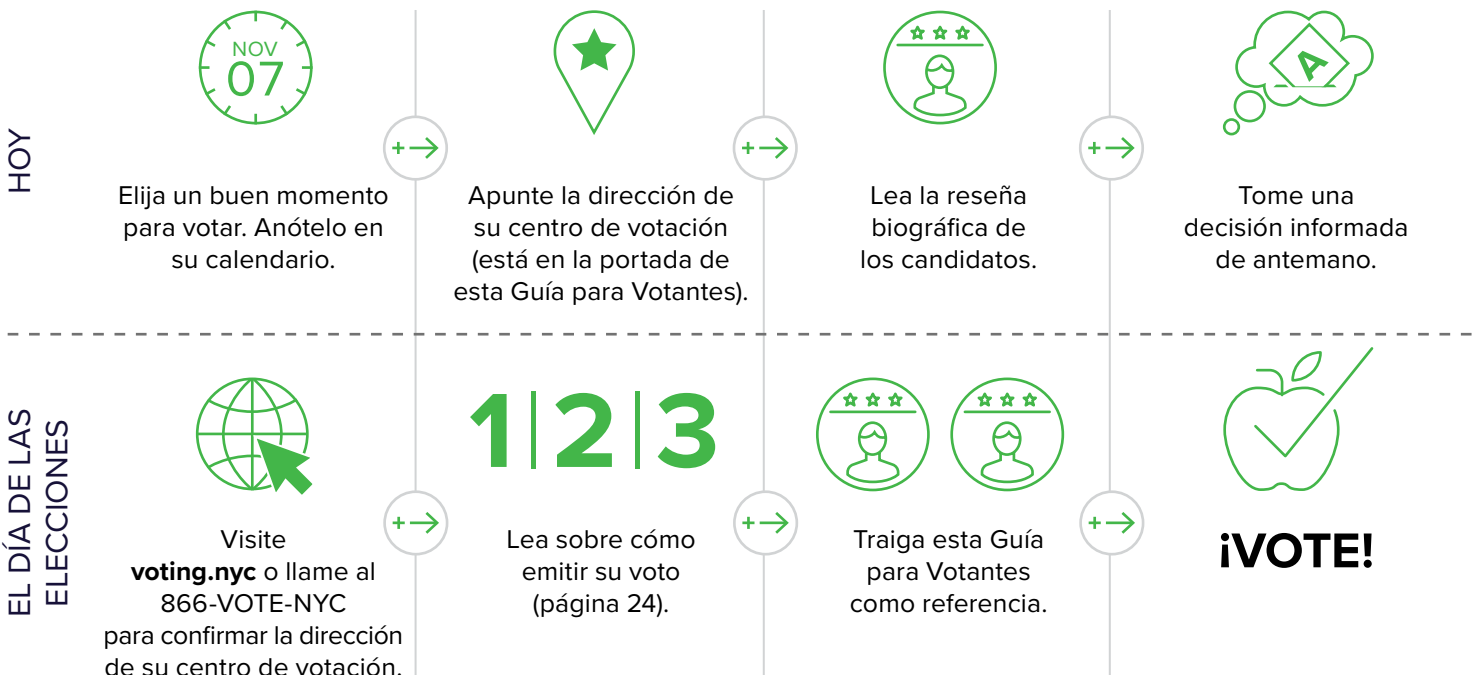 HOY
NOV
07
Elija un buen momento
para votar. Anótelo en
su calendario.
Apunte la dirección de
su centro de votación
(está en la portada de
esta Guía para Votantes).
Lea la reseña
biográfica de
los candidatos.
A
Tome una
decisión informada
de antemano.
EL DÍA DE LAS
ELECCIONES
Visite
voting.nyc o llame al
866-VOTE-NYC
para confirmar la dirección
de su centro de votación.
1|2|3
Lea sobre cómo
emitir su voto
(página 24).
Traiga esta Guía
para Votantes
como referencia.
¡VOTE!